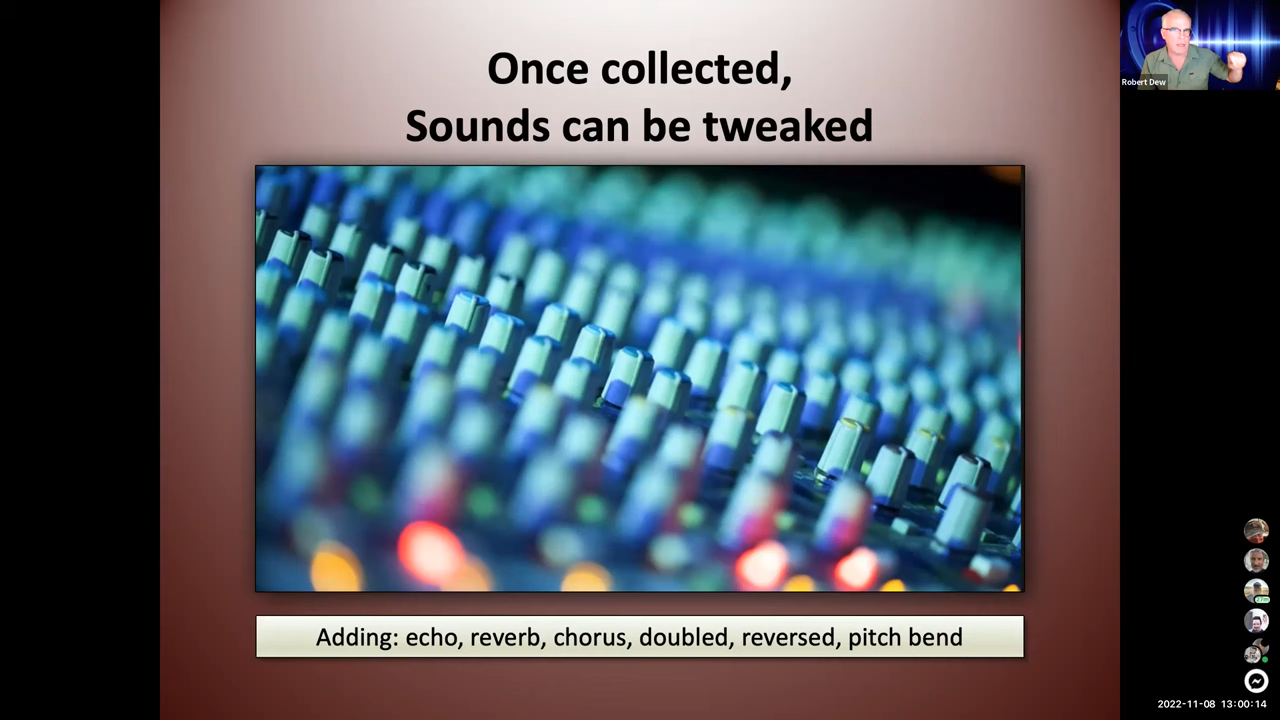 Once collected,
Sounds can be tweaked
Robert Dew
Adding: echo, reverb, chorus, doubled, reversed, pitch bend
2022-11-08 13:00:14